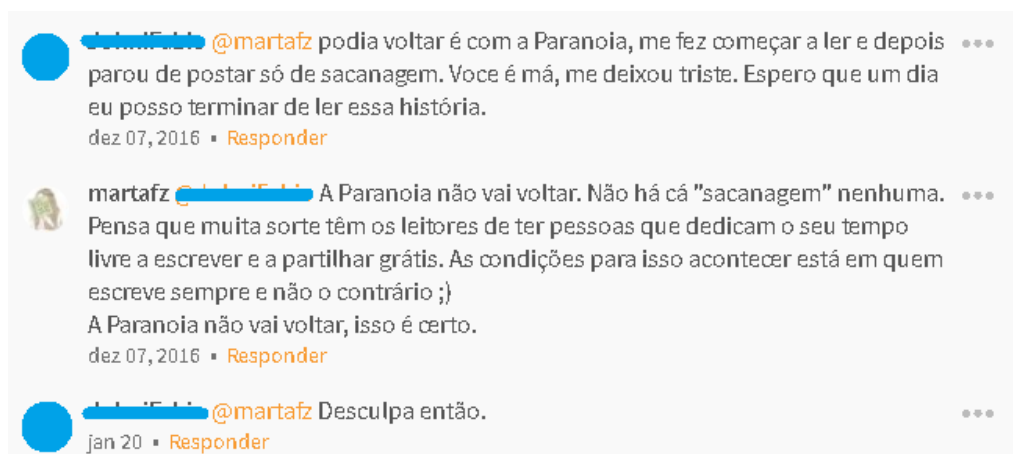 @martafz podia voltar é com a Paranoia, me fez começar a ler e depois
parou de postar só de sacanagem. Voce é má, me deixou triste. Espero que um dia
eu posso terminar de ler essa história.
dez 07, 2016 ▪ Responder
martafz A Paranoia não vai voltar. Não há cá "sacanagem" nenhuma.
Pensa que muita sorte têm os leitores de ter pessoas que dedicam o seu tempo
livre a escrever e a partilhar grátis. As condições para isso acontecer está em quem
escreve sempre e não o contrário ;)
A Paranoia não vai voltar, isso é certo.
dez 07, 2016 ▪ Responder
@martafz Desculpa então.
jan 20 ▪ Responder